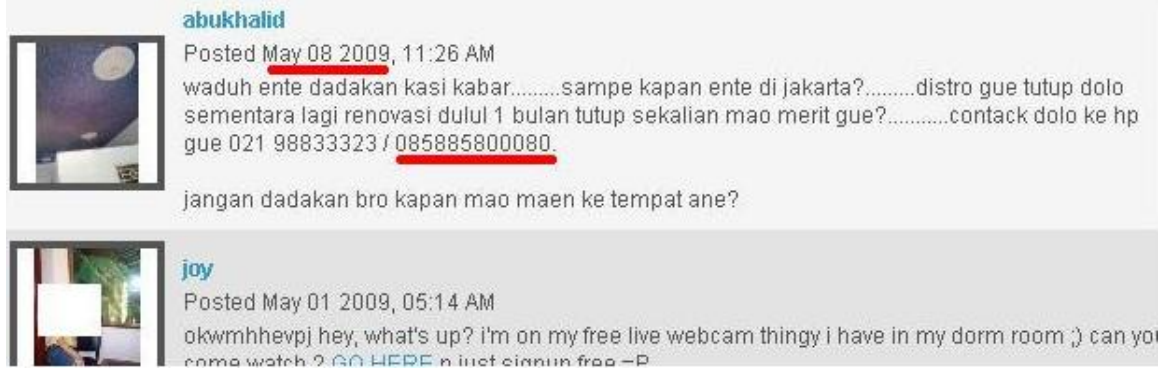 abukhalid
Posted May 08 2009, 11:26 AM
waduh ente dadakan kasi kabar.........sampe kapan ente di jakarta?.........distro gue tutup dolo
sementara lagi renovasi dulul 1 bulan tutup sekalian mao merit gue?..........contack dolo ke hp
gue 021 98833323 / 085885800080.
jangan dadakan bro kapan mao maen ke tempat ane?
joy
Posted May 01 2009, 05:14 AM
okwmhhevpj hey, what's up? i'm on my free live webcam thingy i have in my dorm room ;) can you
come watch ? GO HERE n just signup free =P